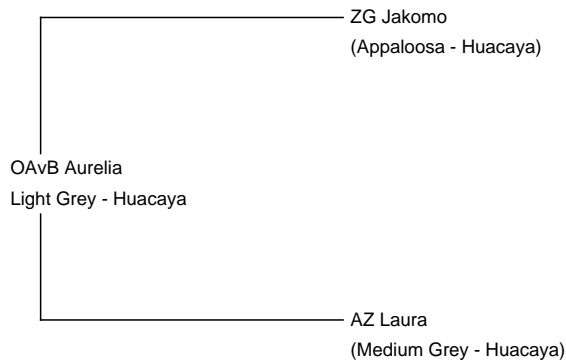 ZG Jakomo
(Appaloosa - Huacaya)
OAvB Aurelia
Light Grey - Huacaya
AZ Laura
(Medium Grey - Huacaya)